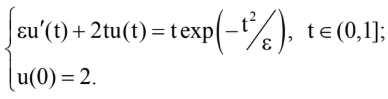 εu′(t) + 2tu(t) = t exp(−t²/ε), t ∈ (0,1];
u(0) = 2.